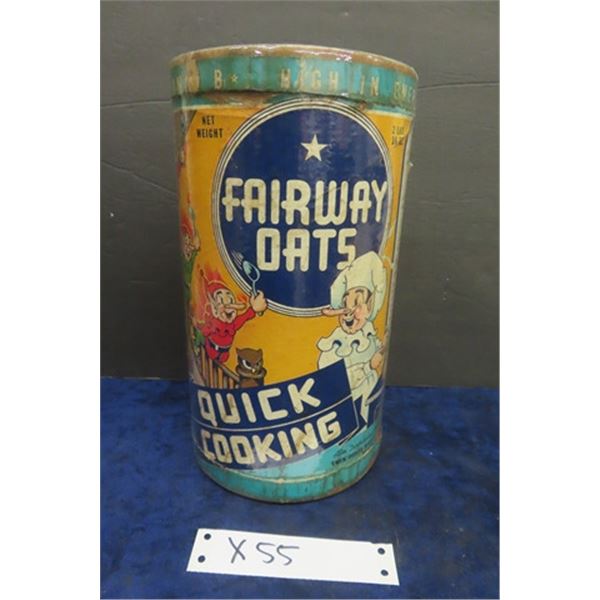 B★ HIGH IN
NET
WEIGHT
FAIRWAY
OATS
QUICK
COOKING
X55